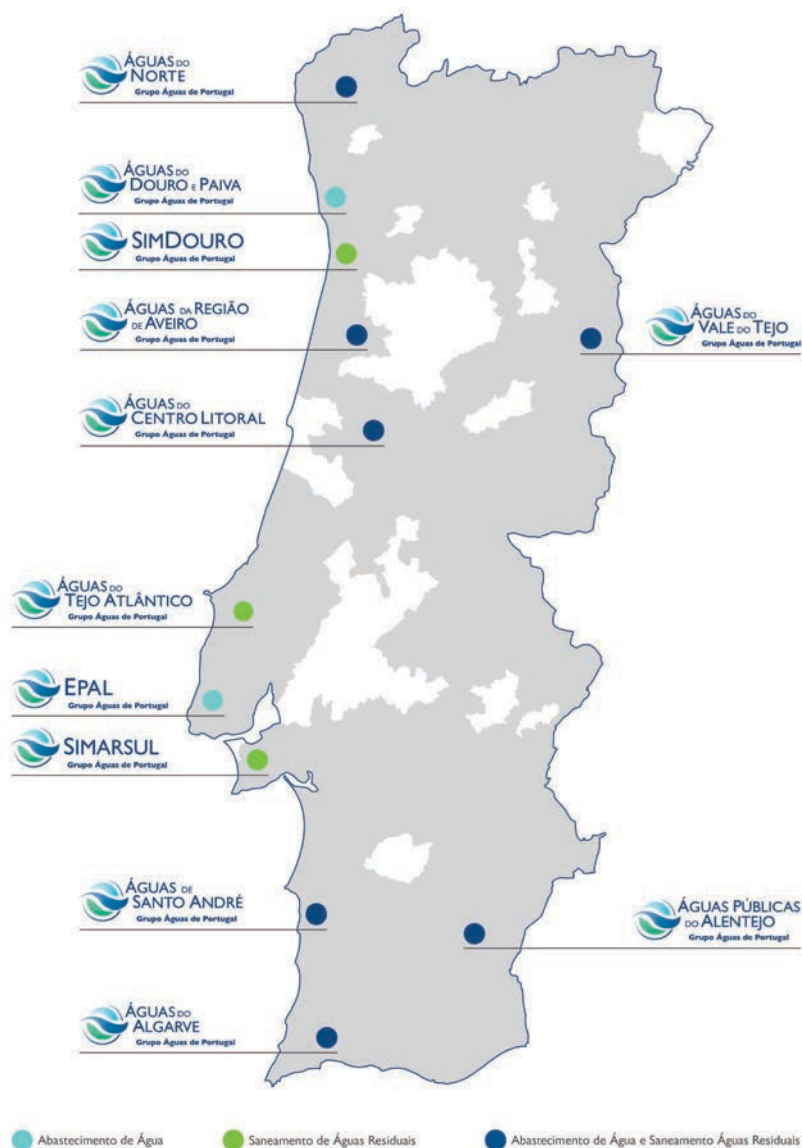 ÁGUAS DO
NORTE
Grupo Águas de Portugal
ÁGUAS DO
DOURO E PAIVA
Grupo Águas de Portugal
SIMDOURO
Grupo Águas de Portugal
ÁGUAS DA REGIÃO
DE AVEIRO
Grupo Águas de Portugal
ÁGUAS DO
VALE DO TEJO
Grupo Águas de Portugal
ÁGUAS DO
CENTRO LITORAL
Grupo Águas de Portugal
ÁGUAS DO
TEJO ATLÂNTICO
Grupo Águas de Portugal
EPAL
Grupo Águas de Portugal
SIMARSUL
Grupo Águas de Portugal
ÁGUAS DE
SANTO ANDRÉ
Grupo Águas de Portugal
ÁGUAS PÚBLICAS
DO ALENTEJO
Grupo Águas de Portugal
ÁGUAS DO
ALGARVE
Grupo Águas de Portugal
Abastecimento de Água
Saneamento de Águas Residuais
Abastecimento de Água e Saneamento Águas Residuais